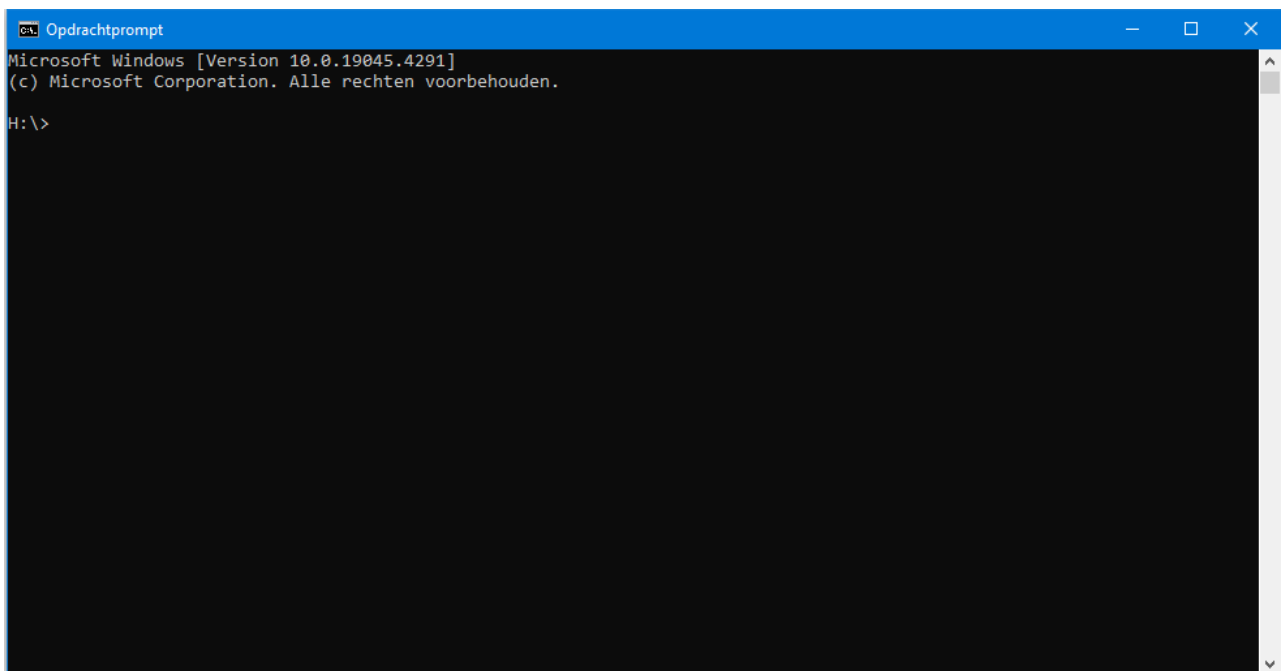 Opdrachtprompt
Microsoft Windows [Version 10.0.19045.4291]
(c) Microsoft Corporation. Alle rechten voorbehouden.
H:\>